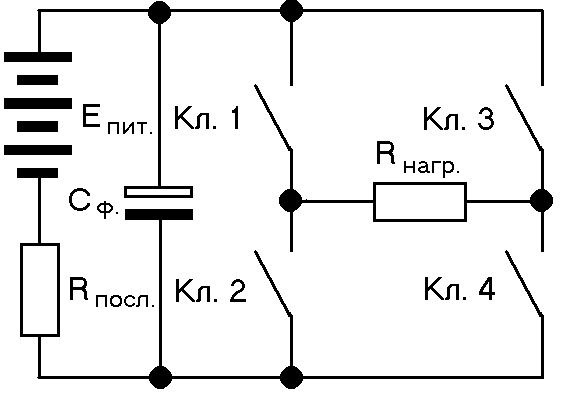 E пит.
Кл. 1
Кл. 3
R нагр.
C ф.
R посл.
Кл. 2
Кл. 4